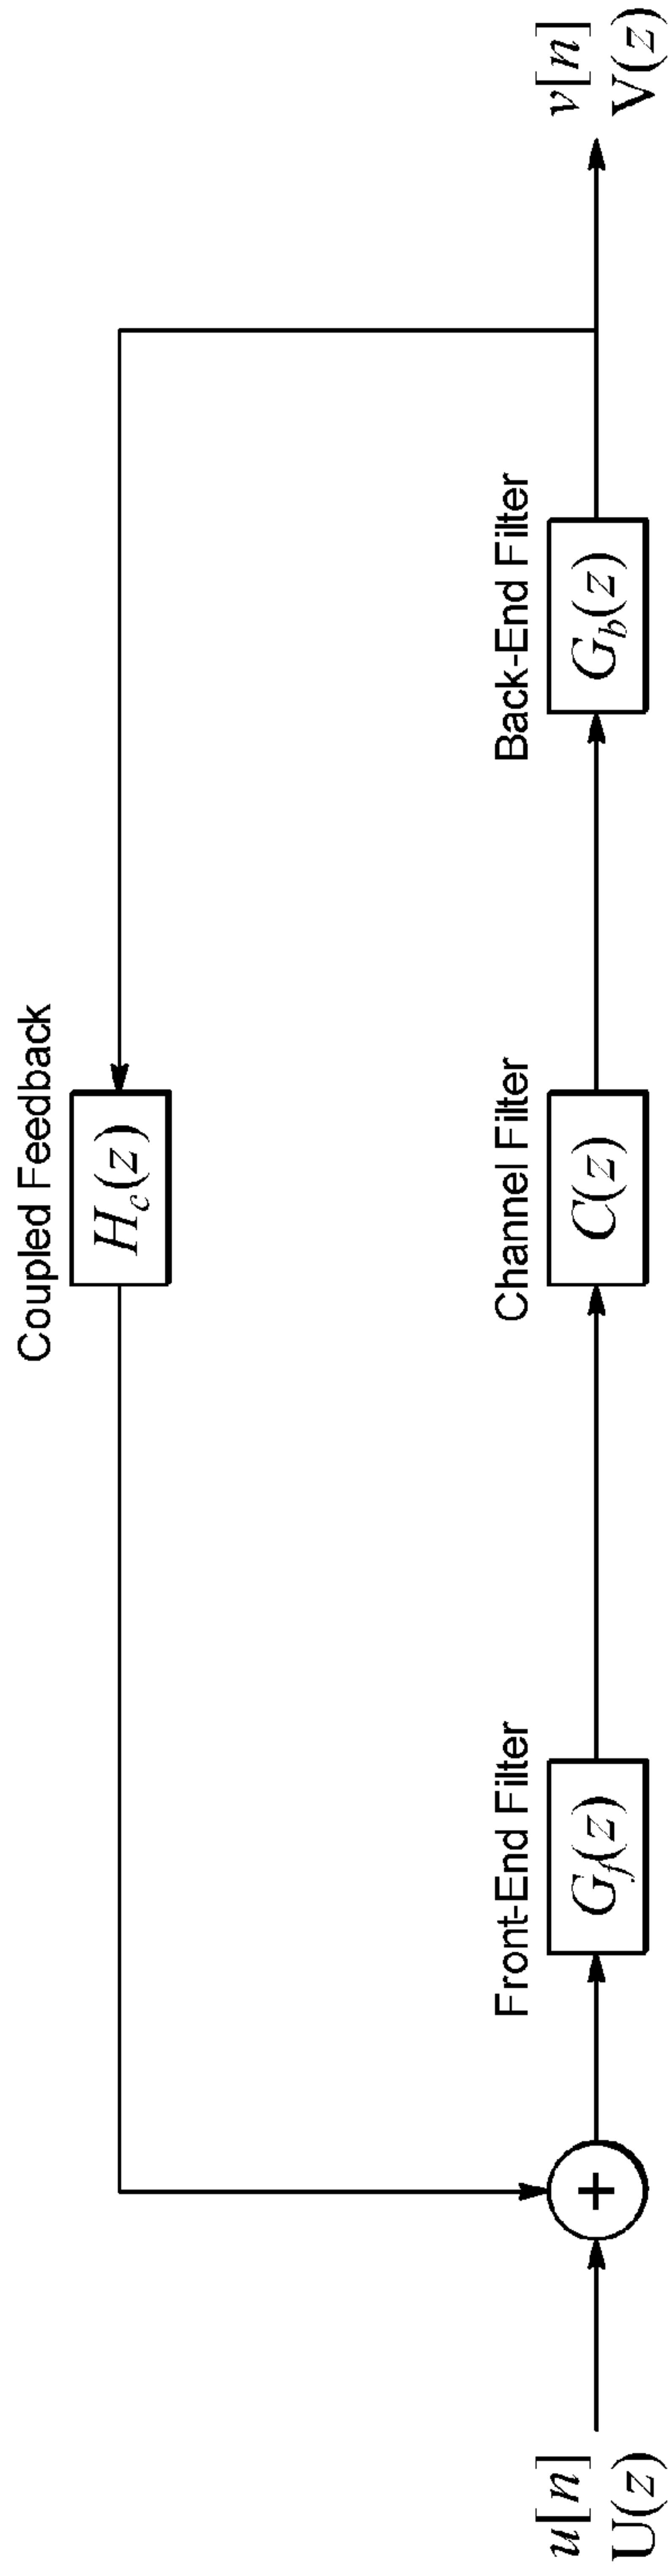 Coupled Feedback
H_c(z)
u[n]
U(z)
Front-End Filter
G_f(z)
Channel Filter
C(z)
Back-End Filter
G_b(z)
v[n]
V(z)
+